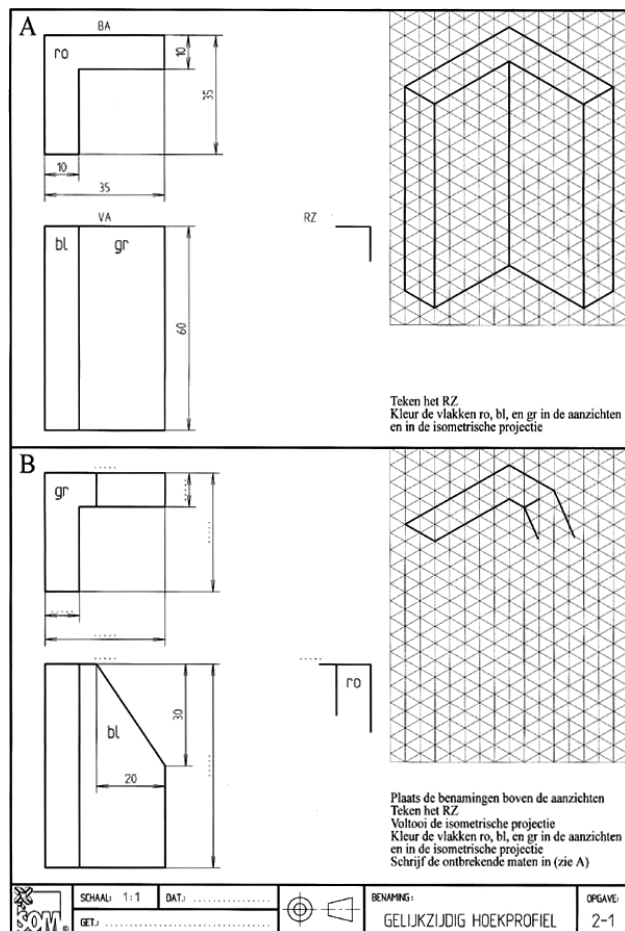 A
BA
ro
10
35
10
35
VA
bl gr
60
RZ
Teken het RZ
Kleur de vlakken ro, bl, en gr in de aanzichten
en in de isometrische projectie
B
.....
gr
.....
.....
.....
.....
bl
30
20
.....
ro
Plaats de benamingen boven de aanzichten
Teken het RZ
Voltooi de isometrische projectie
Kleur de vlakken ro, bl, en gr in de aanzichten
en in de isometrische projectie
Schrijf de ontbrekende maten in (zie A)
SCHAAL: 1:1 DAT.: ..................
GET.: ..................
BENAMING:
GELIJKZIJDIG HOEKPROFIEL
OPGAVE:
2-1